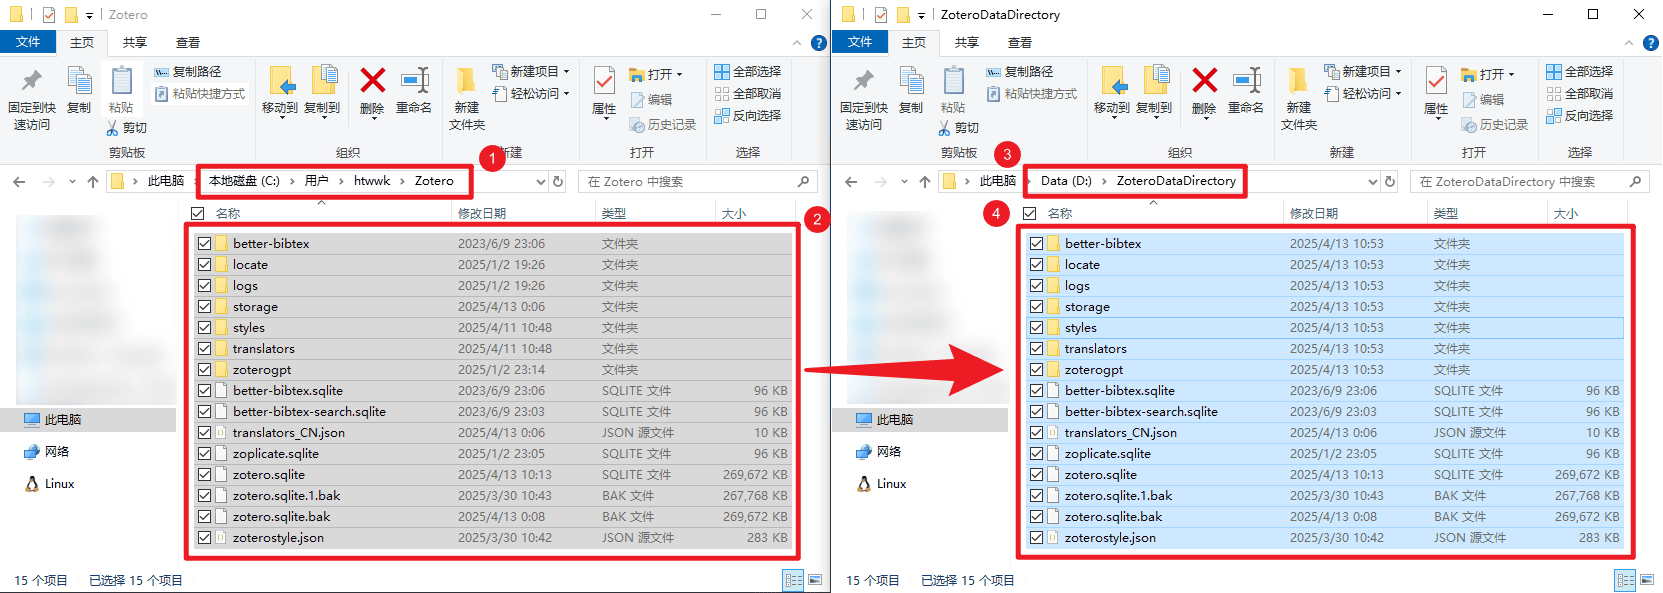 Zotero
文件 主页 共享 查看
固定到快速访问 复制 粘贴 复制路径 粘贴快捷方式 剪切
移动到 复制到 删除 重命名
新建文件夹 新建项目 轻松访问
属性 打开 编辑 历史记录
全部选择 全部取消 反向选择
剪贴板 组织 新建 打开 选择
1
此电脑 本地磁盘 (C:) 用户 htwwk Zotero
在 Zotero 中搜索
2
名称 修改日期 类型 大小
better-bibtex 2023/6/9 23:06 文件夹
locate 2025/1/2 19:26 文件夹
logs 2025/1/2 19:26 文件夹
storage 2025/4/13 0:06 文件夹
styles 2025/4/11 10:48 文件夹
translators 2025/4/11 10:48 文件夹
zoterogpt 2025/1/2 23:14 文件夹
better-bibtex.sqlite 2023/6/9 23:06 SQLITE 文件 96 KB
better-bibtex-search.sqlite 2023/6/9 23:03 SQLITE 文件 96 KB
translators_CN.json 2025/4/13 0:06 JSON 源文件 10 KB
zoplicate.sqlite 2025/1/2 23:05 SQLITE 文件 96 KB
zotero.sqlite 2025/4/13 10:13 SQLITE 文件 269,672 KB
zotero.sqlite.1.bak 2025/3/30 10:43 BAK 文件 267,768 KB
zotero.sqlite.bak 2025/4/13 0:08 BAK 文件 269,672 KB
zoterostyle.json 2025/3/30 10:42 JSON 源文件 283 KB
此电脑
网络
Linux
15 个项目 已选择 15 个项目
ZoteroDataDirectory
文件 主页 共享 查看
固定到快速访问 复制 粘贴 复制路径 粘贴快捷方式 剪切
移动到 复制到 删除 重命名
新建文件夹 新建项目 轻松访问
属性 打开 编辑 历史记录
全部选择 全部取消 反向选择
剪贴板 组织 新建 打开 选择
3
此电脑 Data (D:) ZoteroDataDirectory
在 ZoteroDataDirectory 中搜索
4
名称 修改日期 类型 大小
better-bibtex 2025/4/13 10:53 文件夹
locate 2025/4/13 10:53 文件夹
logs 2025/4/13 10:53 文件夹
storage 2025/4/13 10:53 文件夹
styles 2025/4/13 10:53 文件夹
translators 2025/4/13 10:53 文件夹
zoterogpt 2025/4/13 10:53 文件夹
better-bibtex.sqlite 2023/6/9 23:06 SQLITE 文件 96 KB
better-bibtex-search.sqlite 2023/6/9 23:03 SQLITE 文件 96 KB
translators_CN.json 2025/4/13 0:06 JSON 源文件 10 KB
zoplicate.sqlite 2025/1/2 23:05 SQLITE 文件 96 KB
zotero.sqlite 2025/4/13 10:13 SQLITE 文件 269,672 KB
zotero.sqlite.1.bak 2025/3/30 10:43 BAK 文件 267,768 KB
zotero.sqlite.bak 2025/4/13 0:08 BAK 文件 269,672 KB
zoterostyle.json 2025/3/30 10:42 JSON 源文件 283 KB
此电脑
网络
Linux
15 个项目 已选择 15 个项目